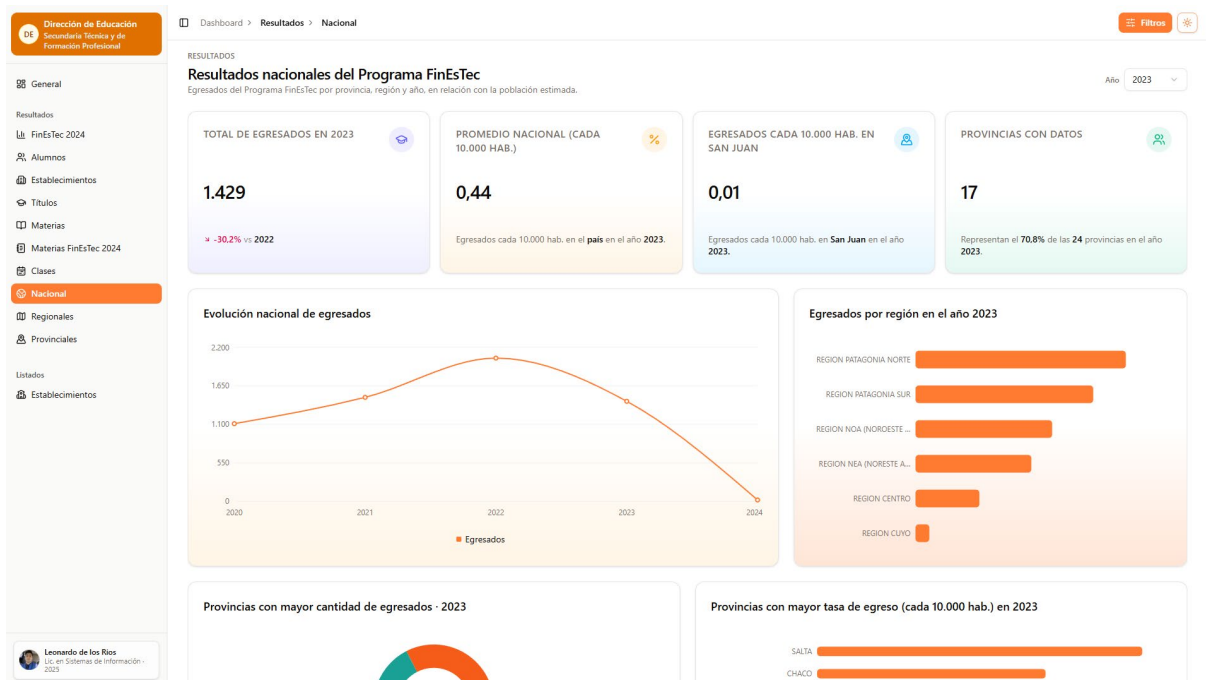 DE
Dirección de Educación
Secundaria Técnica y de
Formación Profesional
General
Resultados
FinEsTec 2024
Alumnos
Establecimientos
Títulos
Materias
Materias FinEsTec 2024
Clases
Nacional
Regionales
Provinciales
Listados
Establecimientos
Leonardo de los Rios
Lic. en Sistemas de Información -
2025
Dashboard > Resultados > Nacional
Filtros
RESULTADOS
Resultados nacionales del Programa FinEsTec
Egresados del Programa FinEsTec por provincia, región y año, en relación con la población estimada.
Año 2023
TOTAL DE EGRESADOS EN 2023
1.429
-30,2% vs 2022
PROMEDIO NACIONAL (CADA
10.000 HAB.)
%
0,44
Egresados cada 10.000 hab. en el país en el año 2023.
EGRESADOS CADA 10.000 HAB. EN
SAN JUAN
0,01
Egresados cada 10.000 hab. en San Juan en el año
2023.
PROVINCIAS CON DATOS
17
Representan el 70,8% de las 24 provincias en el año
2023.
Evolución nacional de egresados
2.200
1.650
1.100
550
0
2020 2021 2022 2023 2024
Egresados
Egresados por región en el año 2023
REGION PATAGONIA NORTE
REGION PATAGONIA SUR
REGION NOA (NOROESTE ...
REGION NEA (NORESTE A...
REGION CENTRO
REGION CUYO
Provincias con mayor cantidad de egresados · 2023
Provincias con mayor tasa de egreso (cada 10.000 hab.) en 2023
SALTA
CHACO